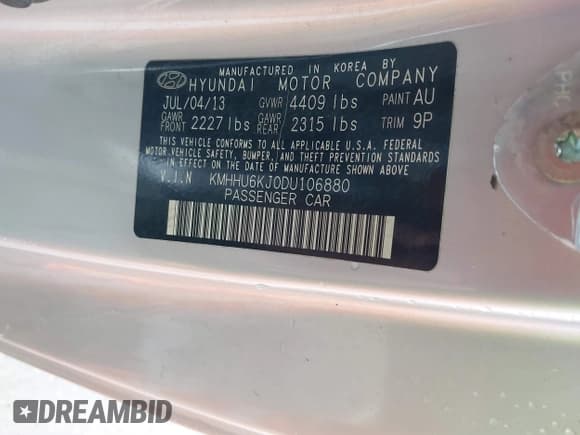 MANUFACTURED IN KOREA BY
HYUNDAI MOTOR COMPANY
JUL/04/13 GVWR 4409 lbs PAINT AU
GAWR FRONT 2227 lbs GAWR REAR 2315 lbs TRIM 9P
THIS VEHICLE CONFORMS TO ALL APPLICABLE U.S.A. FEDERAL
MOTOR VEHICLE SAFETY, BUMPER, AND THEFT PREVENTION
STANDARDS IN EFFECT ON THE DATE OF MANUFACTURE SHOWN ABOVE
V.I.N KMHHU6KJ0DU106880
PASSENGER CAR
PHC
DREAMBID